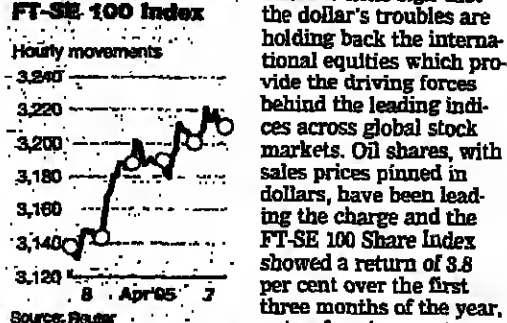 FT-SE 100 Index
Hourly movements
3,240
3,220
3,200
3,180
3,160
3,140
3,120
Apr 95 7
Source: Reuter
the dollar's troubles are
holding back the interna-
tional equities which pro-
vide the driving forces
behind the leading indi-
ces across global stock
markets. Oil shares, with
sales prices pinned in
dollars, have been lead-
ing the charge and the
FT-SE 100 Share Index
showed a return of 3.8
per cent over the first
three months of the year,